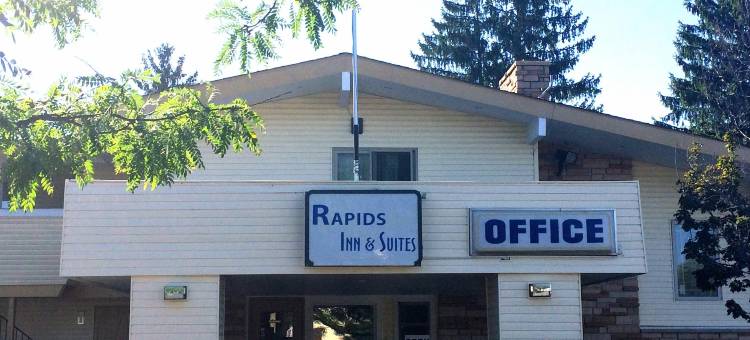 RAPIDS
INN & SUITES
OFFICE